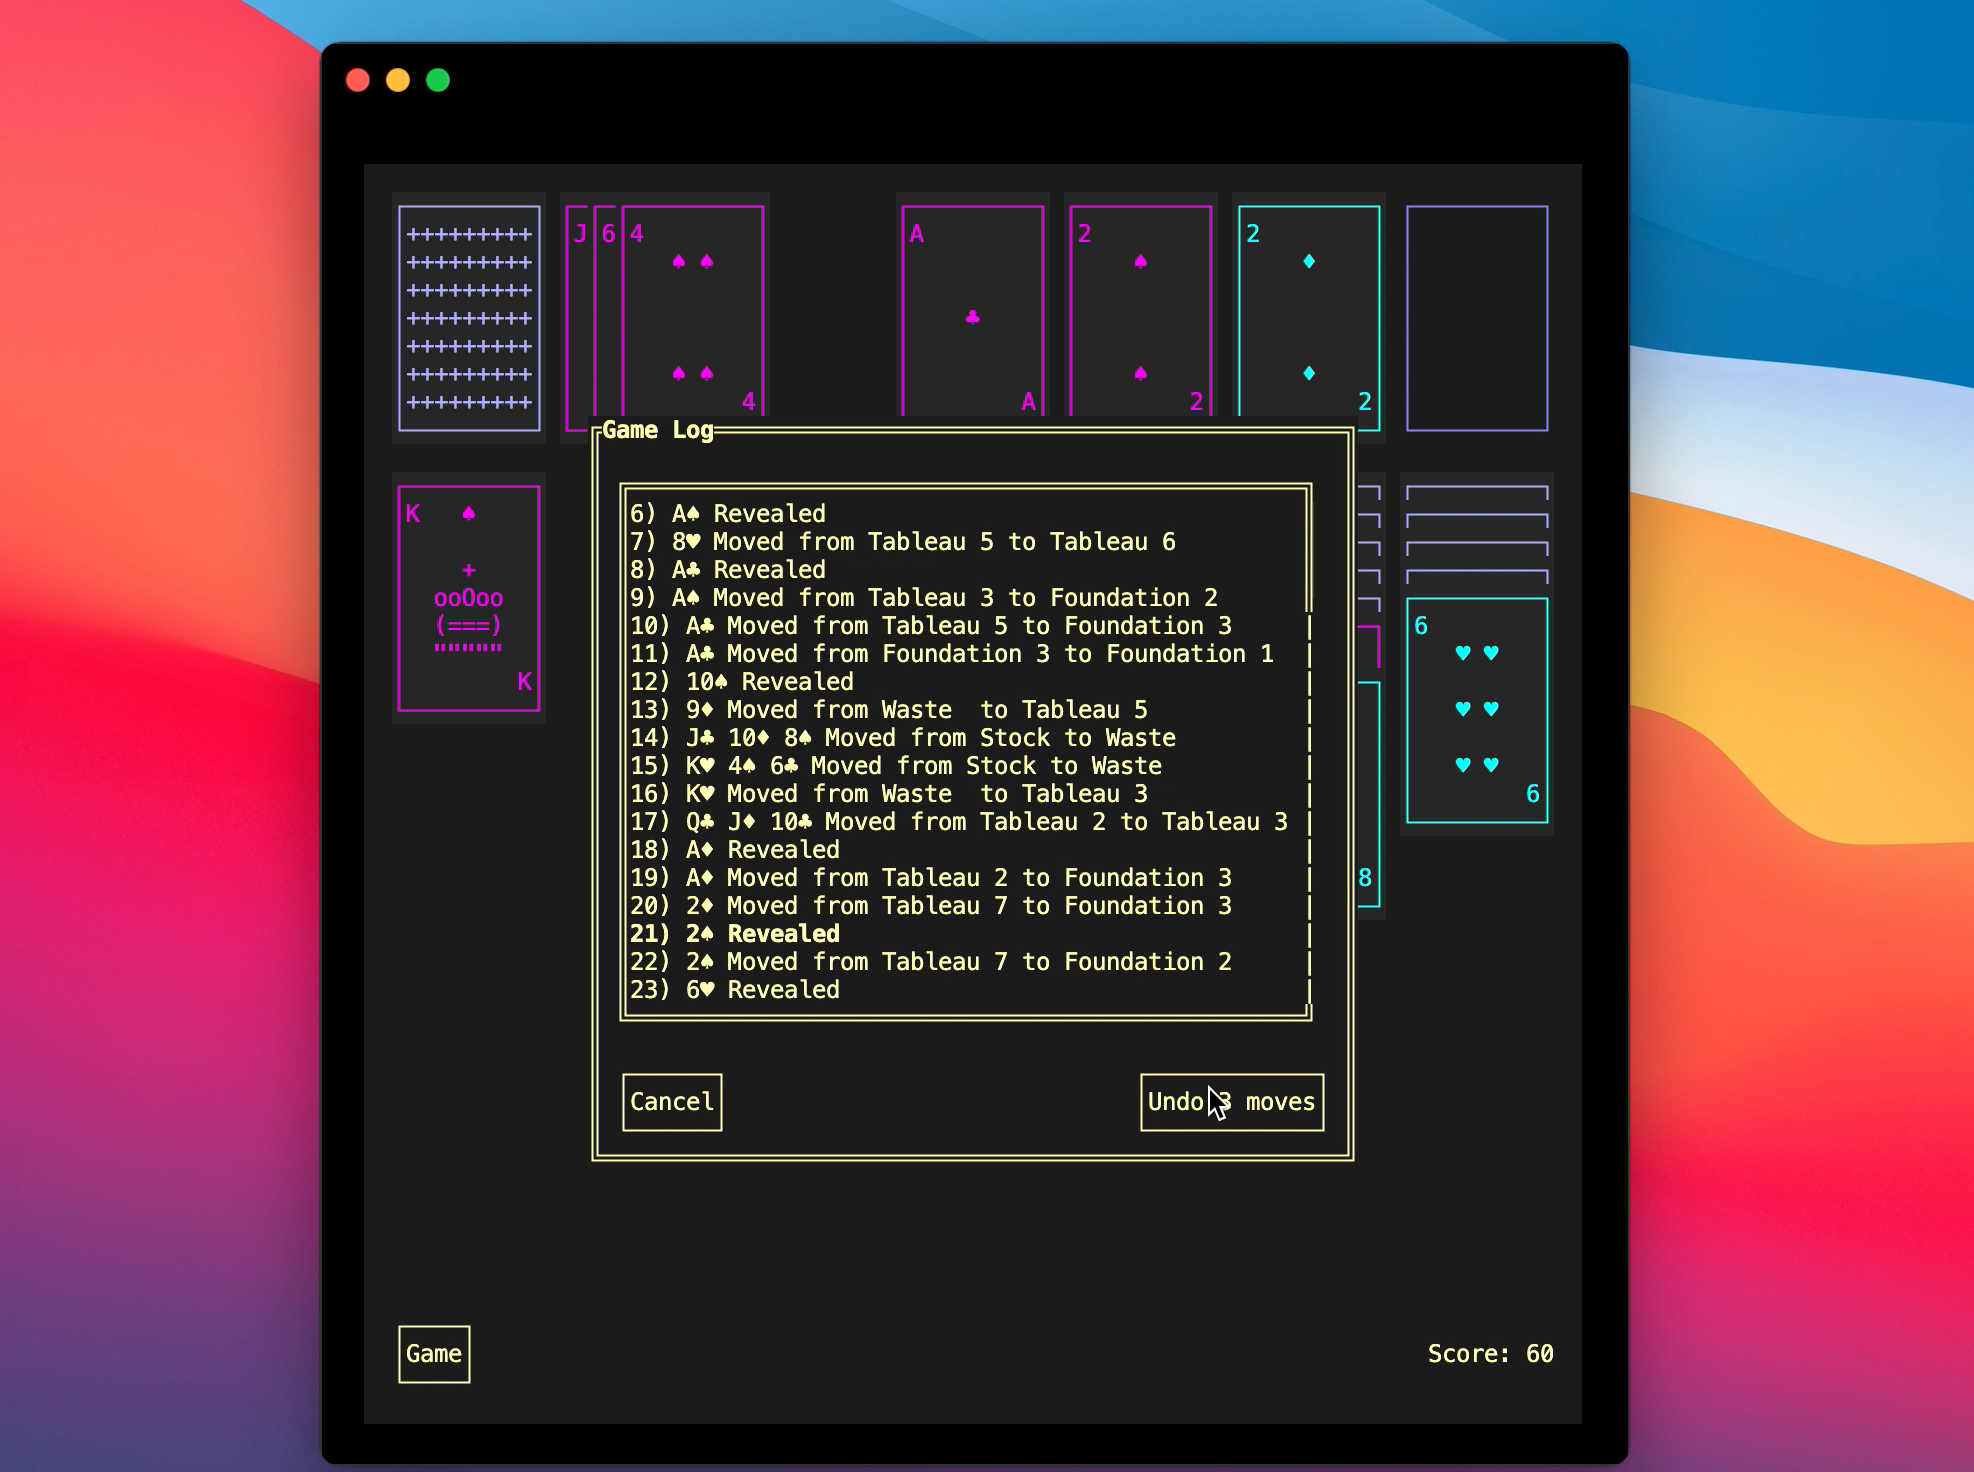 +++++++++
+++++++++
+++++++++
+++++++++
+++++++++
+++++++++
+++++++++
J 6 4
♠ ♠
♠ ♠
4
A
♣
A
2
♠
♠
2
2
♦
♦
2
K ♠
+
ooOoo
(===)
K
Game Log
6) A♠ Revealed
7) 8♥ Moved from Tableau 5 to Tableau 6
8) A♣ Revealed
9) A♠ Moved from Tableau 3 to Foundation 2
10) A♣ Moved from Tableau 5 to Foundation 3
11) A♣ Moved from Foundation 3 to Foundation 1
12) 10♠ Revealed
13) 9♦ Moved from Waste  to Tableau 5
14) J♣ 10♦ 8♠ Moved from Stock to Waste
15) K♥ 4♠ 6♣ Moved from Stock to Waste
16) K♥ Moved from Waste  to Tableau 3
17) Q♣ J♦ 10♣ Moved from Tableau 2 to Tableau 3
18) A♦ Revealed
19) A♦ Moved from Tableau 2 to Foundation 3
20) 2♦ Moved from Tableau 7 to Foundation 3
21) 2♠ Revealed
22) 2♠ Moved from Tableau 7 to Foundation 2
23) 6♥ Revealed
Cancel
Undo 3 moves
8
6
♥ ♥
♥ ♥
♥ ♥
6
Game
Score: 60